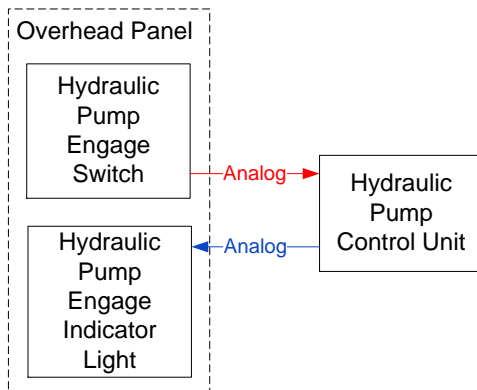 Overhead Panel
Hydraulic
Pump
Engage
Switch
Analog
Hydraulic
Pump
Control Unit
Hydraulic
Pump
Engage
Indicator
Light
Analog